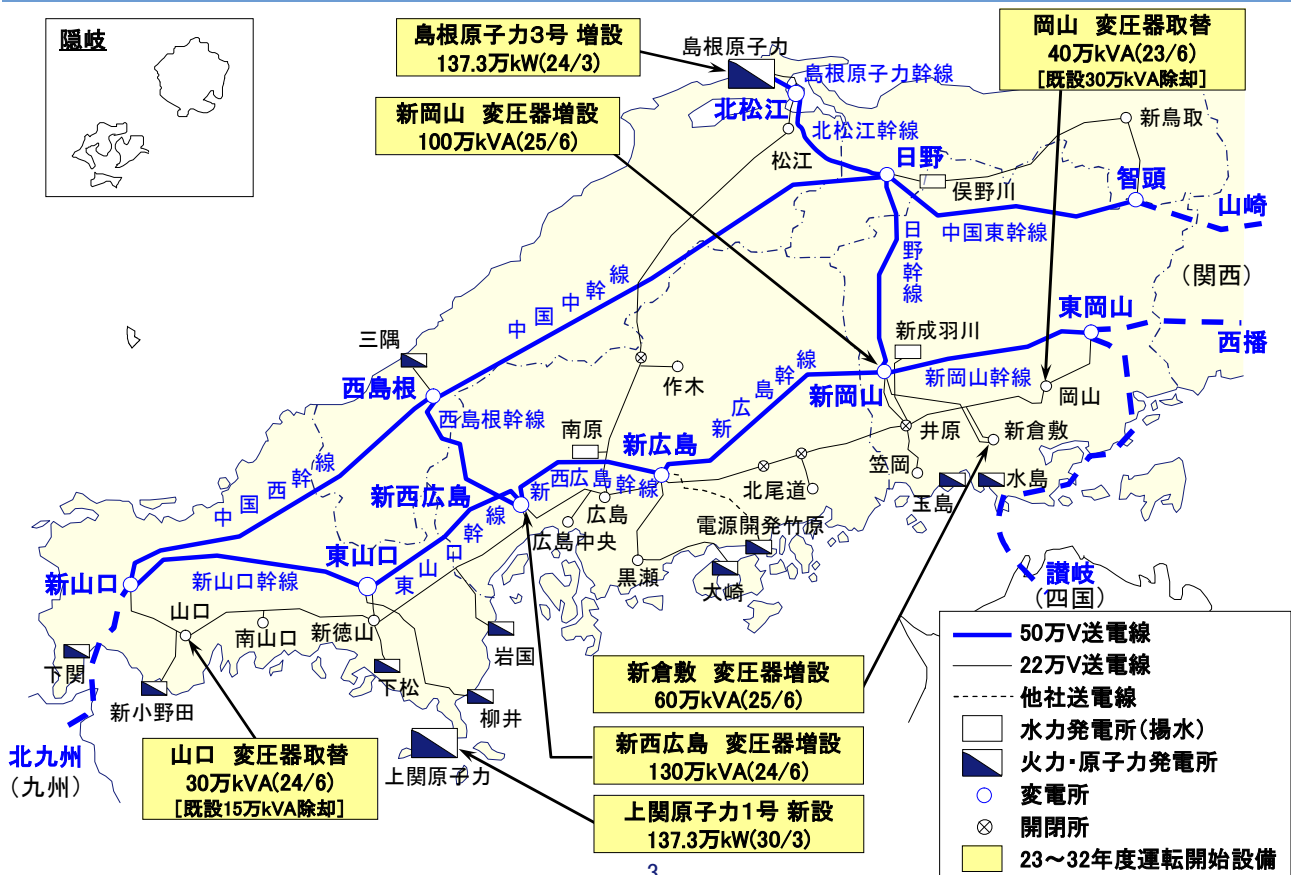 隠岐
島根原子力3号 増設
137.3万kW(24/3)
島根原子力
島根原子力幹線
岡山 変圧器取替
40万kVA(23/6)
[既設30万kVA除却]
新岡山 変圧器増設
100万kVA(25/6)
北松江
北松江幹線
松江
日野
俣野川
新鳥取
智頭
山崎
中国東幹線
日野幹線
(関西)
中国中幹線
東岡山
西播
新成羽川
三隅
西島根
西島根幹線
作木
新広島幹線
新岡山
新岡山幹線
岡山
南原
新広島
井原
新倉敷
笠岡
中国西幹線
新西広島
新西広島幹線
北尾道
玉島
水島
広島
広島中央
電源開発竹原
東山口
東山口幹線
新山口
新山口幹線
黒瀬
大崎
讃岐
(四国)
山口
南山口
新徳山
岩国
下関
下松
新小野田
柳井
北九州
(九州)
上関原子力
山口 変圧器取替
30万kVA(24/6)
[既設15万kVA除却]
新倉敷 変圧器増設
60万kVA(25/6)
新西広島 変圧器増設
130万kVA(24/6)
上関原子力1号 新設
137.3万kW(30/3)
50万V送電線
22万V送電線
他社送電線
水力発電所(揚水)
火力・原子力発電所
変電所
開閉所
23～32年度運転開始設備
3